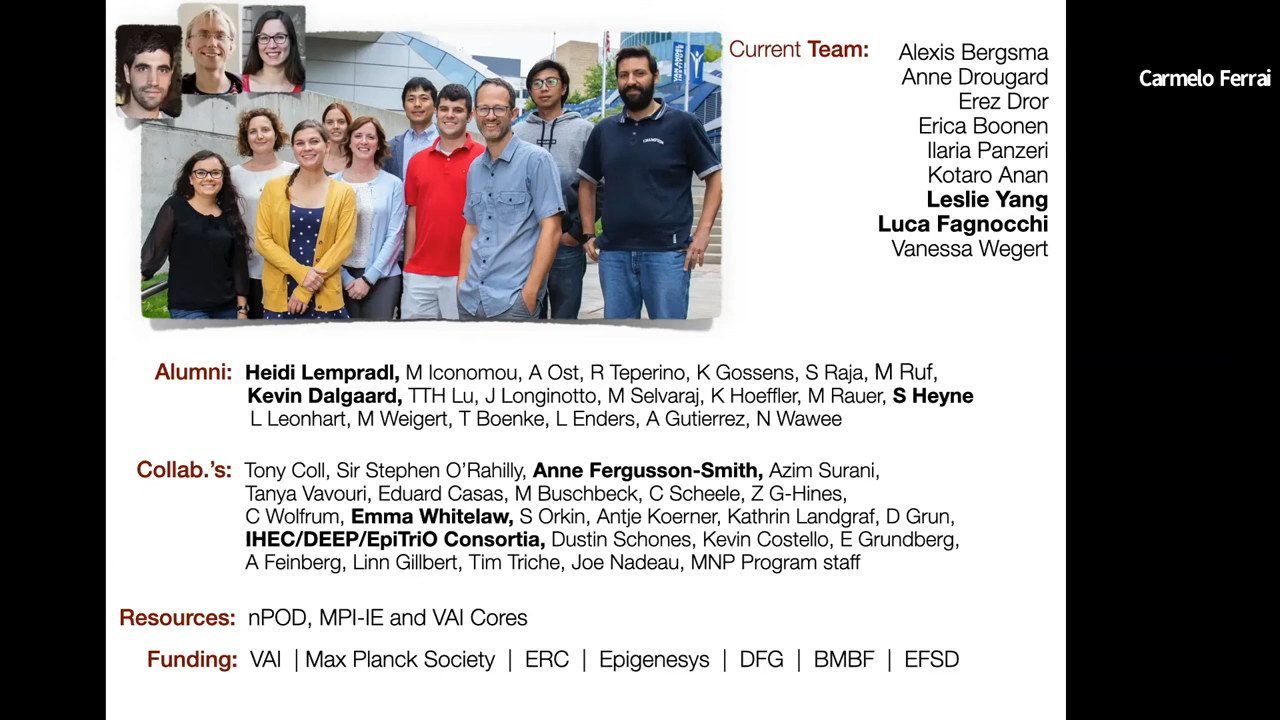 Current Team:
Alexis Bergsma
Anne Drougard
Erez Dror
Erica Boonen
Ilaria Panzeri
Kotaro Anan
Leslie Yang
Luca Fagnocchi
Vanessa Wegert
Carmelo Ferrai
VAN ANDEL
INSTITUTE
CHAMPION
Alumni: Heidi Lempradl, M Iconomou, A Ost, R Teperino, K Gossens, S Raja, M Ruf,
Kevin Dalgaard, TTH Lu, J Longinotto, M Selvaraj, K Hoeffler, M Rauer, S Heyne
L Leonhart, M Weigert, T Boenke, L Enders, A Gutierrez, N Wawee
Collab.'s: Tony Coll, Sir Stephen O'Rahilly, Anne Fergusson-Smith, Azim Surani,
Tanya Vavouri, Eduard Casas, M Buschbeck, C Scheele, Z G-Hines,
C Wolfrum, Emma Whitelaw, S Orkin, Antje Koerner, Kathrin Landgraf, D Grun,
IHEC/DEEP/EpiTriO Consortia, Dustin Schones, Kevin Costello, E Grundberg,
A Feinberg, Linn Gillbert, Tim Triche, Joe Nadeau, MNP Program staff
Resources: nPOD, MPI-IE and VAI Cores
Funding: VAI | Max Planck Society | ERC | Epigenesys | DFG | BMBF | EFSD